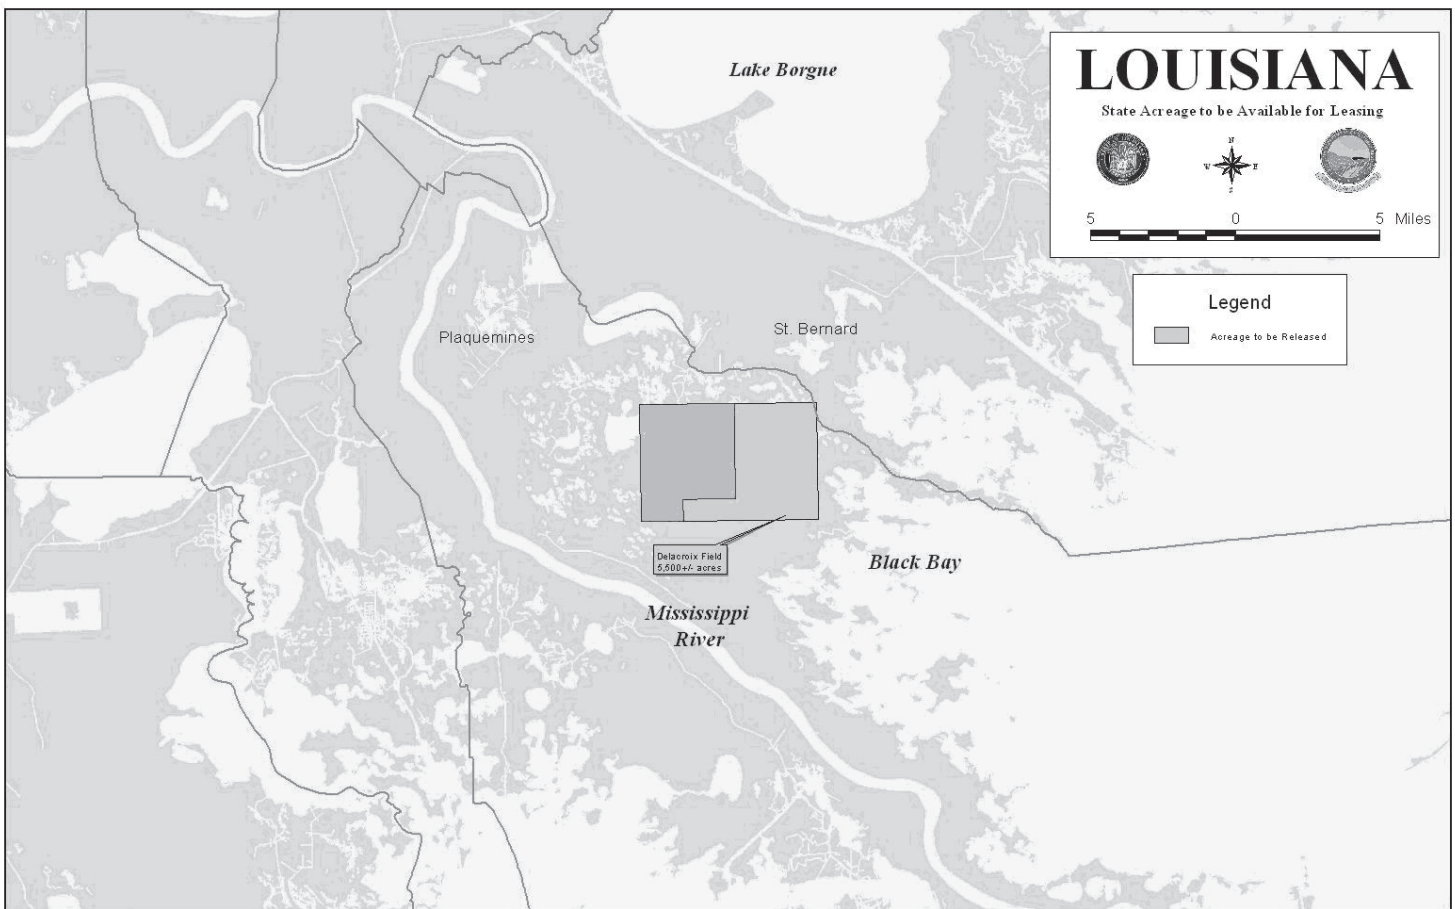 LOUISIANA
State Acreage to be Available for Leasing
N
W E
S
5 0 5 Miles
Legend
Acreage to be Released
Lake Borgne
Plaquemines
St. Bernard
Delacroix Field
5,500+/- acres
Black Bay
Mississippi
River